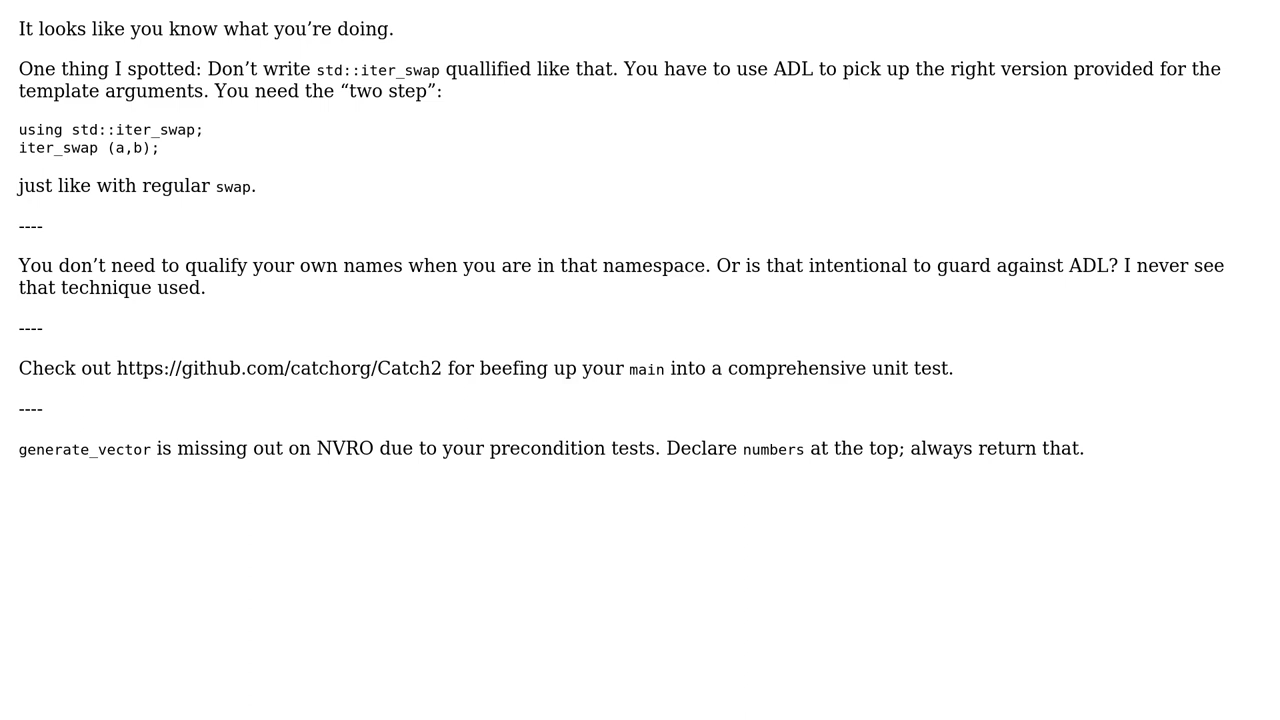 It looks like you know what you’re doing.
One thing I spotted: Don’t write std::iter_swap quallified like that. You have to use ADL to pick up the right version provided for the
template arguments. You need the “two step”:
using std::iter_swap;
iter_swap (a,b);
just like with regular swap.
----
You don’t need to qualify your own names when you are in that namespace. Or is that intentional to guard against ADL? I never see
that technique used.
----
Check out https://github.com/catchorg/Catch2 for beefing up your main into a comprehensive unit test.
----
generate_vector is missing out on NVRO due to your precondition tests. Declare numbers at the top; always return that.